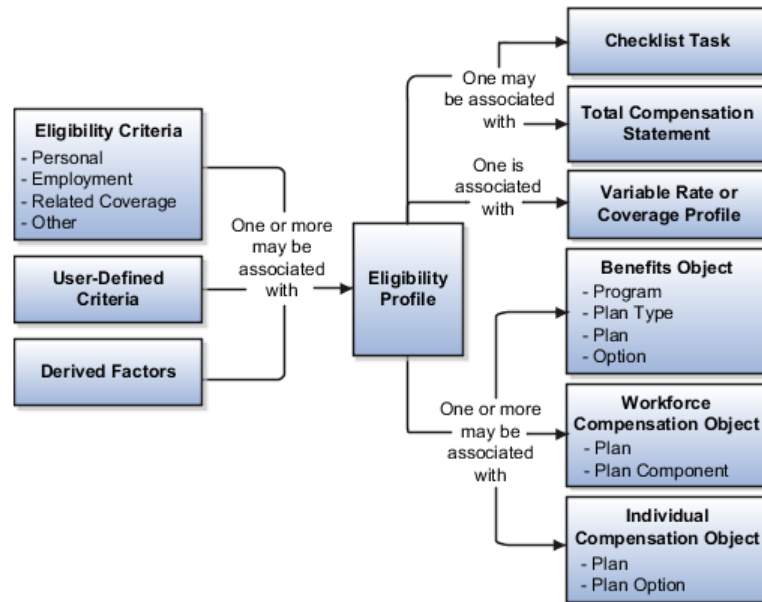 Eligibility Criteria
- Personal
- Employment
- Related Coverage
- Other
User-Defined
Criteria
Derived Factors
One or more
may be
associated
with
Eligibility
Profile
One may
be associated
with
Checklist Task
Total Compensation
Statement
One is
associated
with
Variable Rate or
Coverage Profile
One or more
may be
associated
with
Benefits Object
- Program
- Plan Type
- Plan
- Option
Workforce
Compensation Object
- Plan
- Plan Component
Individual
Compensation Object
- Plan
- Plan Option